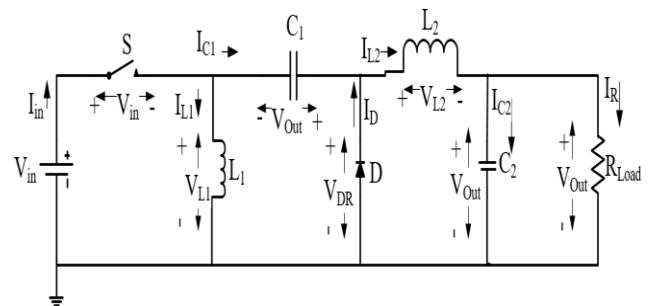 S
I_C1
C_1
I_L2
L_2
I_in
+ V_in -
I_L1
- V_Out +
I_D
+ V_L2 -
I_C2
I_R
V_in
+
-
+
V_L1
-
L_1
+
V_DR
-
D
+
V_Out
-
C_2
+
V_Out
-
R_Load